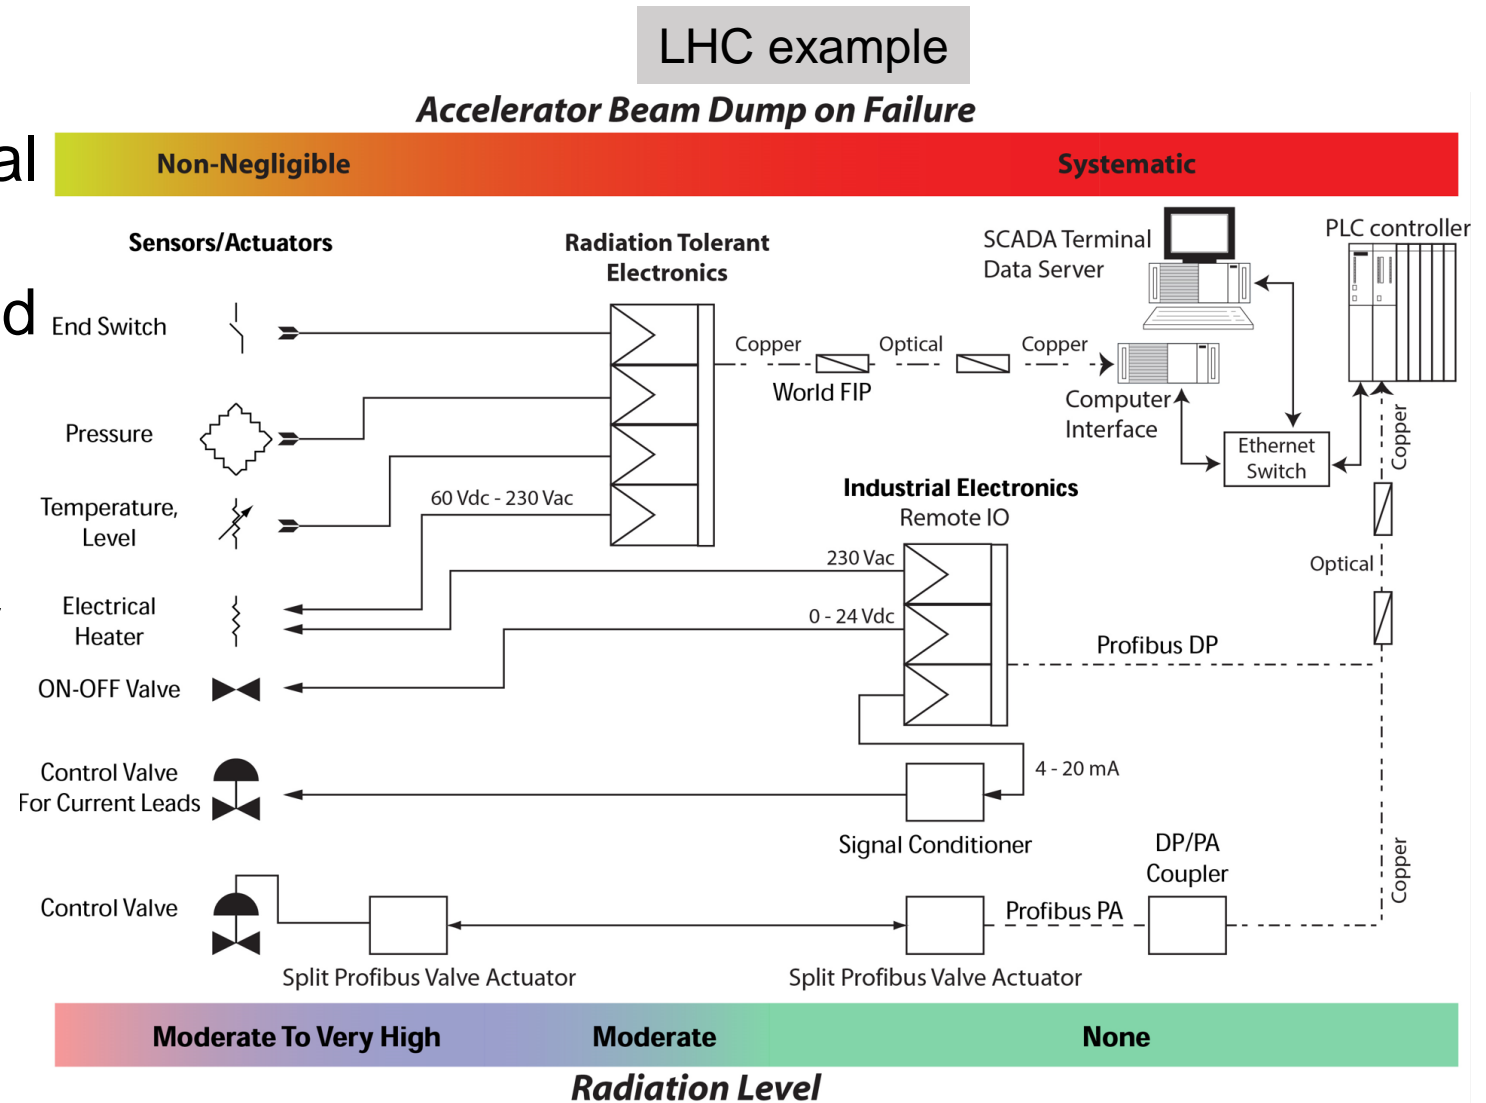 LHC example
Accelerator Beam Dump on Failure
al
Non-Negligible
Systematic
Sensors/Actuators
Radiation Tolerant
Electronics
SCADA Terminal
Data Server
PLC controller
d
End Switch
Copper
Optical
Copper
World FIP
Computer
Interface
Pressure
Ethernet
Switch
Copper
Temperature,
Level
60 Vdc - 230 Vac
Industrial Electronics
Remote IO
230 Vac
Optical
Electrical
Heater
0 - 24 Vdc
Profibus DP
ON-OFF Valve
Control Valve
For Current Leads
4 - 20 mA
Signal Conditioner
DP/PA
Coupler
Copper
Control Valve
Profibus PA
Split Profibus Valve Actuator
Split Profibus Valve Actuator
Moderate To Very High
Moderate
None
Radiation Level